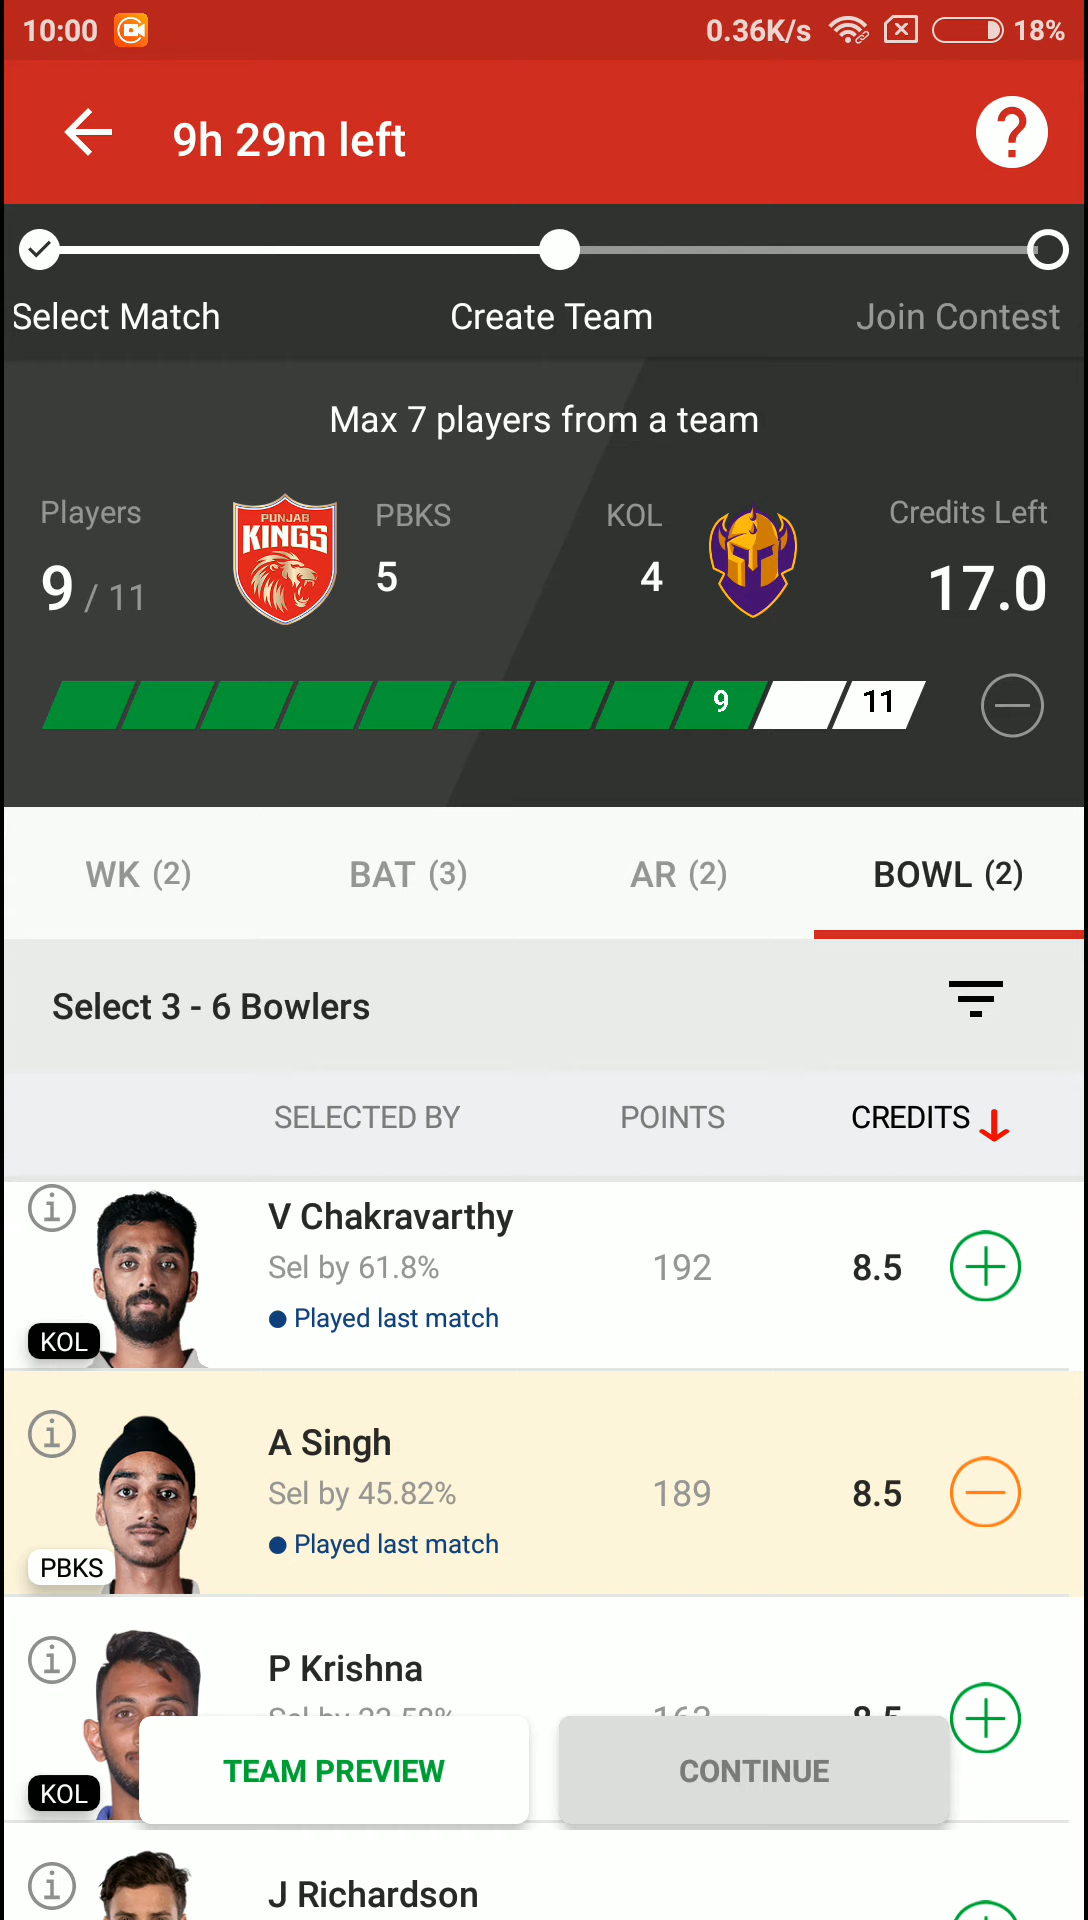 10:00 0.36K/s 18%
9h 29m left ?
Select Match Create Team Join Contest
Max 7 players from a team
Players PBKS KOL Credits Left
PUNJAB
KINGS
9 / 11 5 4 17.0
9 11
WK (2) BAT (3) AR (2) BOWL (2)
Select 3 - 6 Bowlers
SELECTED BY POINTS CREDITS
V Chakravarthy
Sel by 61.8% 192 8.5
Played last match
KOL
A Singh
Sel by 45.82% 189 8.5
Played last match
PBKS
P Krishna
Sel by
TEAM PREVIEW CONTINUE
KOL
J Richardson